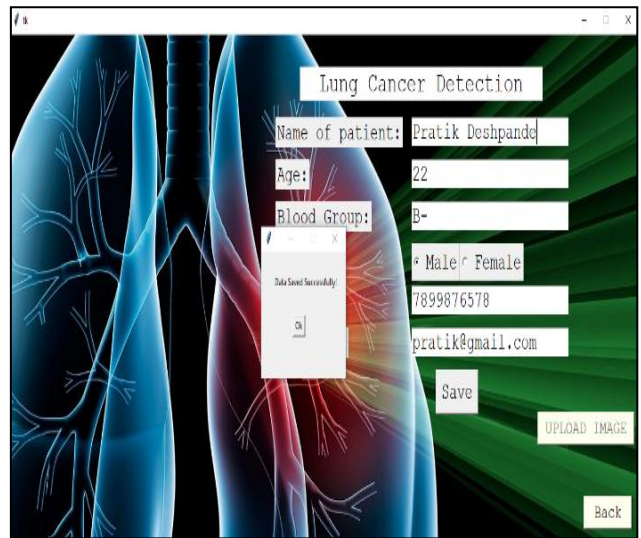 tk
Lung Cancer Detection
Name of patient: Pratik Deshpande
Age: 22
Blood Group: B-
Male Female
7899876578
pratik@gmail.com
Data Saved Successfully!
Ok
Save
UPLOAD IMAGE
Back